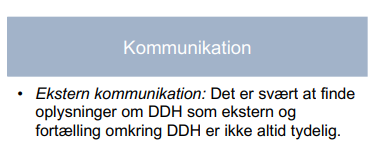 Kommunikation
• Ekstern kommunikation: Det er svært at finde
oplysninger om DDH som ekstern og
fortælling omkring DDH er ikke altid tydelig.